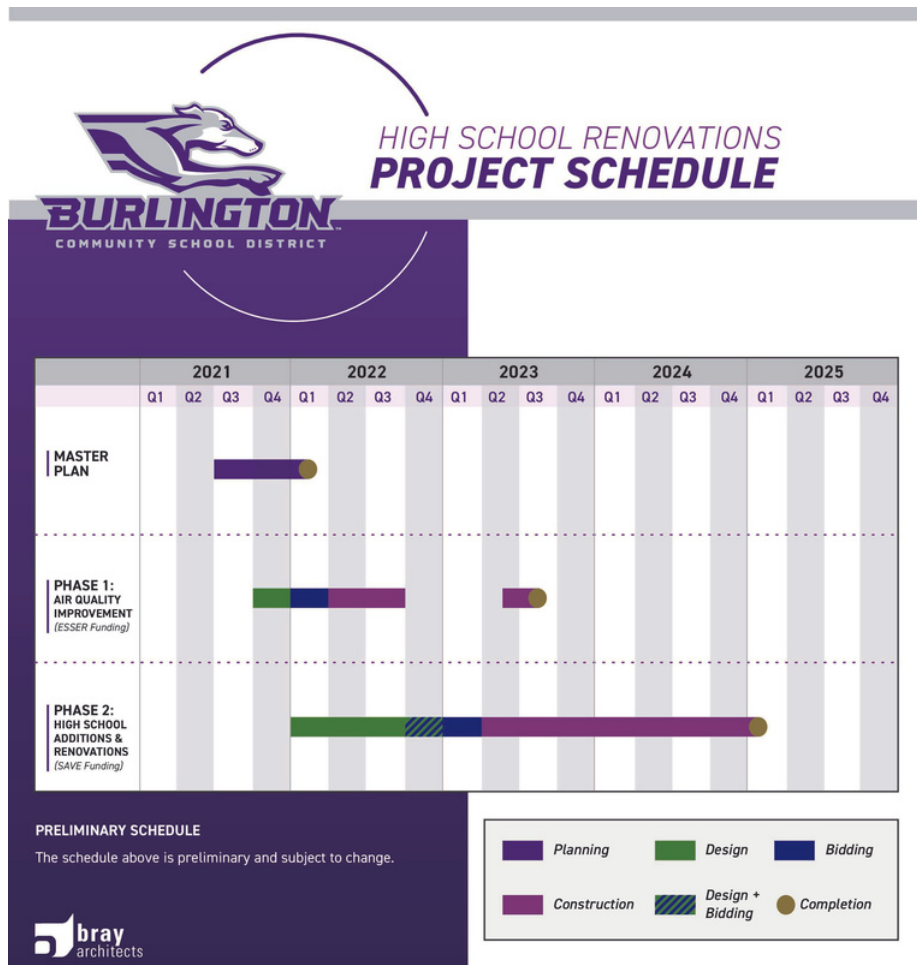 HIGH SCHOOL RENOVATIONS
PROJECT SCHEDULE
BURLINGTON™
COMMUNITY SCHOOL DISTRICT
2021 2022 2023 2024 2025
Q1 Q2 Q3 Q4 Q1 Q2 Q3 Q4 Q1 Q2 Q3 Q4 Q1 Q2 Q3 Q4 Q1 Q2 Q3 Q4
MASTER
PLAN
PHASE 1:
AIR QUALITY
IMPROVEMENT
(ESSER Funding)
PHASE 2:
HIGH SCHOOL
ADDITIONS &
RENOVATIONS
(SAVE Funding)
PRELIMINARY SCHEDULE
The schedule above is preliminary and subject to change.
Planning Design Bidding
Construction Design +
Bidding Completion
bray
architects